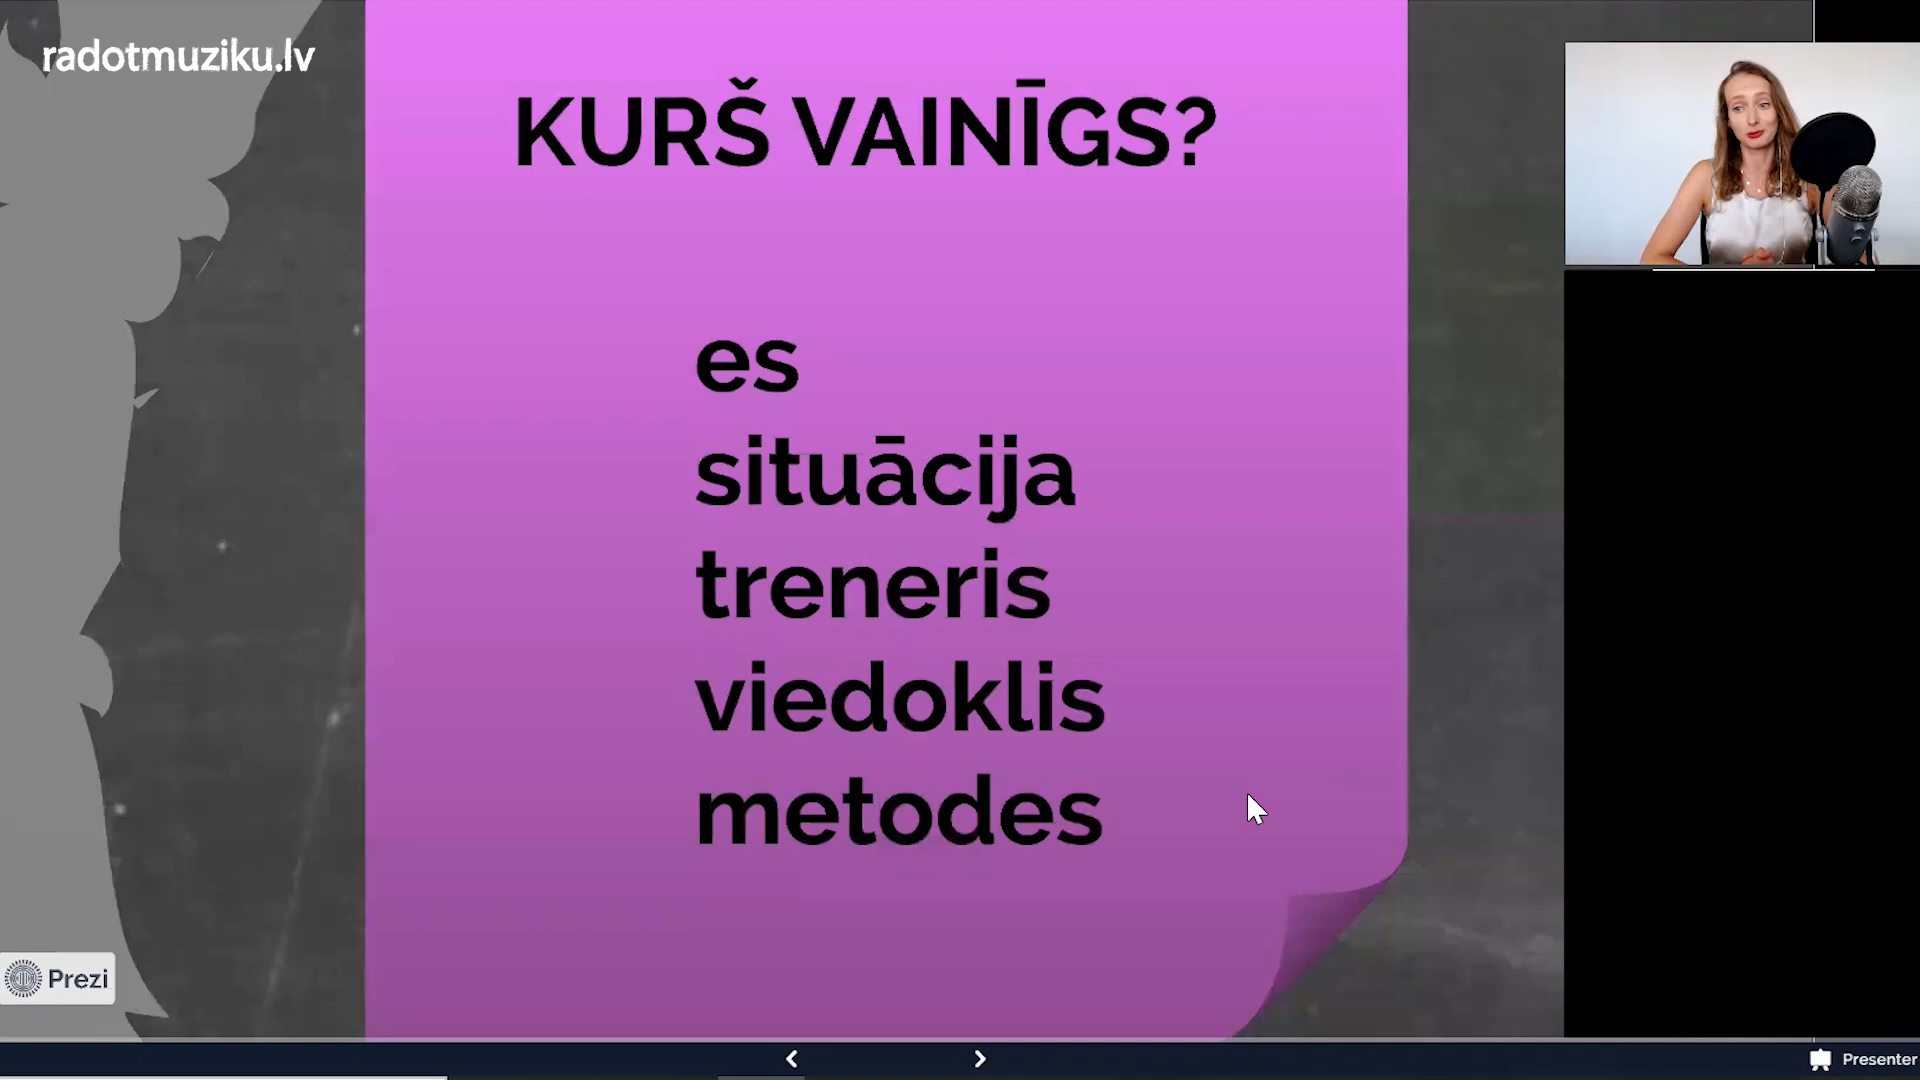 radotmuziku.lv
KURŠ VAINĪGS?
es
situācija
treneris
viedoklis
metodes
Prezi
Presenter